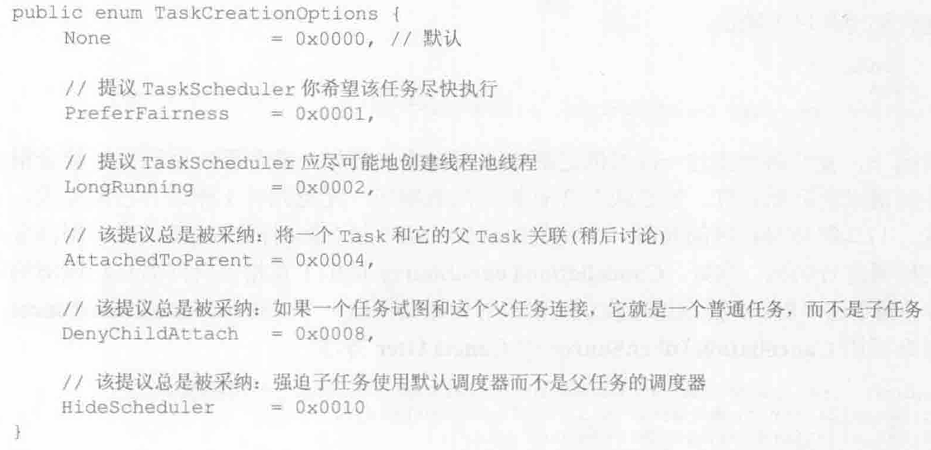 public enum TaskCreationOptions {
    None = 0x0000, // 默认
    // 提议 TaskScheduler 你希望该任务尽快执行
    PreferFairness = 0x0001,
    // 提议 TaskScheduler 应尽可能地创建线程池线程
    LongRunning = 0x0002,
    // 该提议总是被采纳：将一个 Task 和它的父 Task 关联(稍后讨论)
    AttachedToParent = 0x0004,
    // 该提议总是被采纳：如果一个任务试图和这个父任务连接，它就是一个普通任务，而不是子任务
    DenyChildAttach = 0x0008,
    // 该提议总是被采纳：强迫子任务使用默认调度器而不是父任务的调度器
    HideScheduler = 0x0010
}